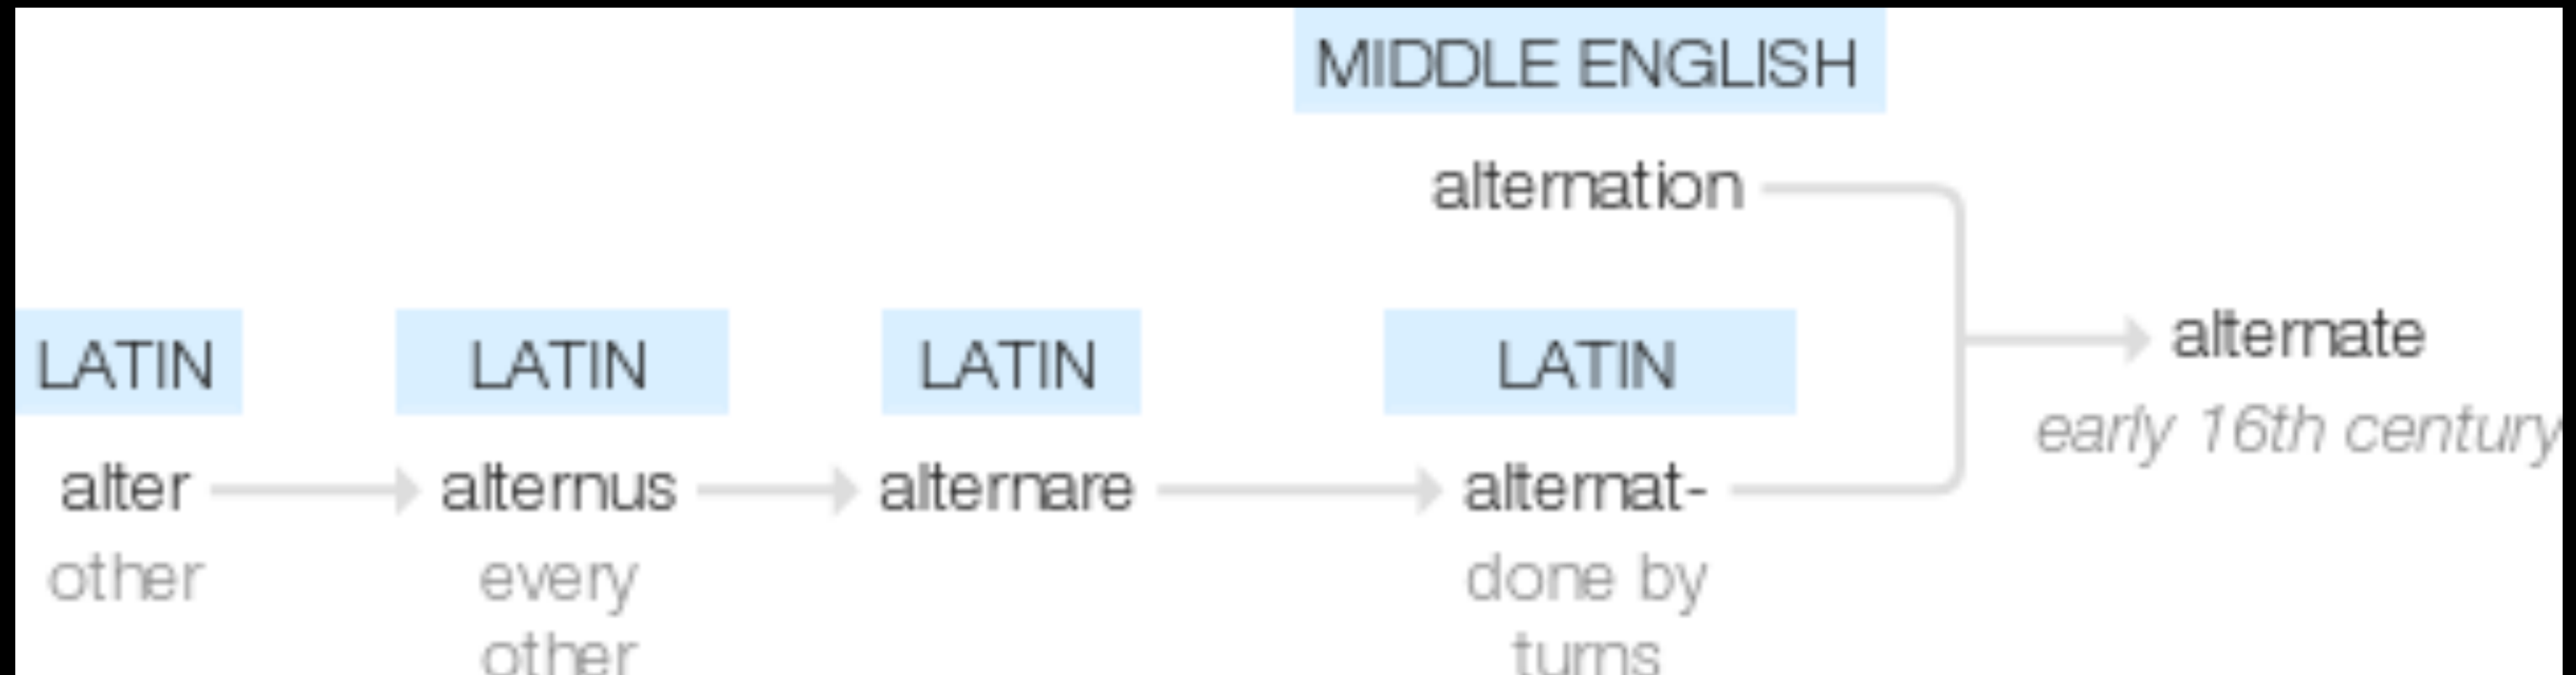 MIDDLE ENGLISH
alternation
LATIN LATIN LATIN LATIN alternate
early 16th century
alter alternus alternare alternat-
other every done by
other turns